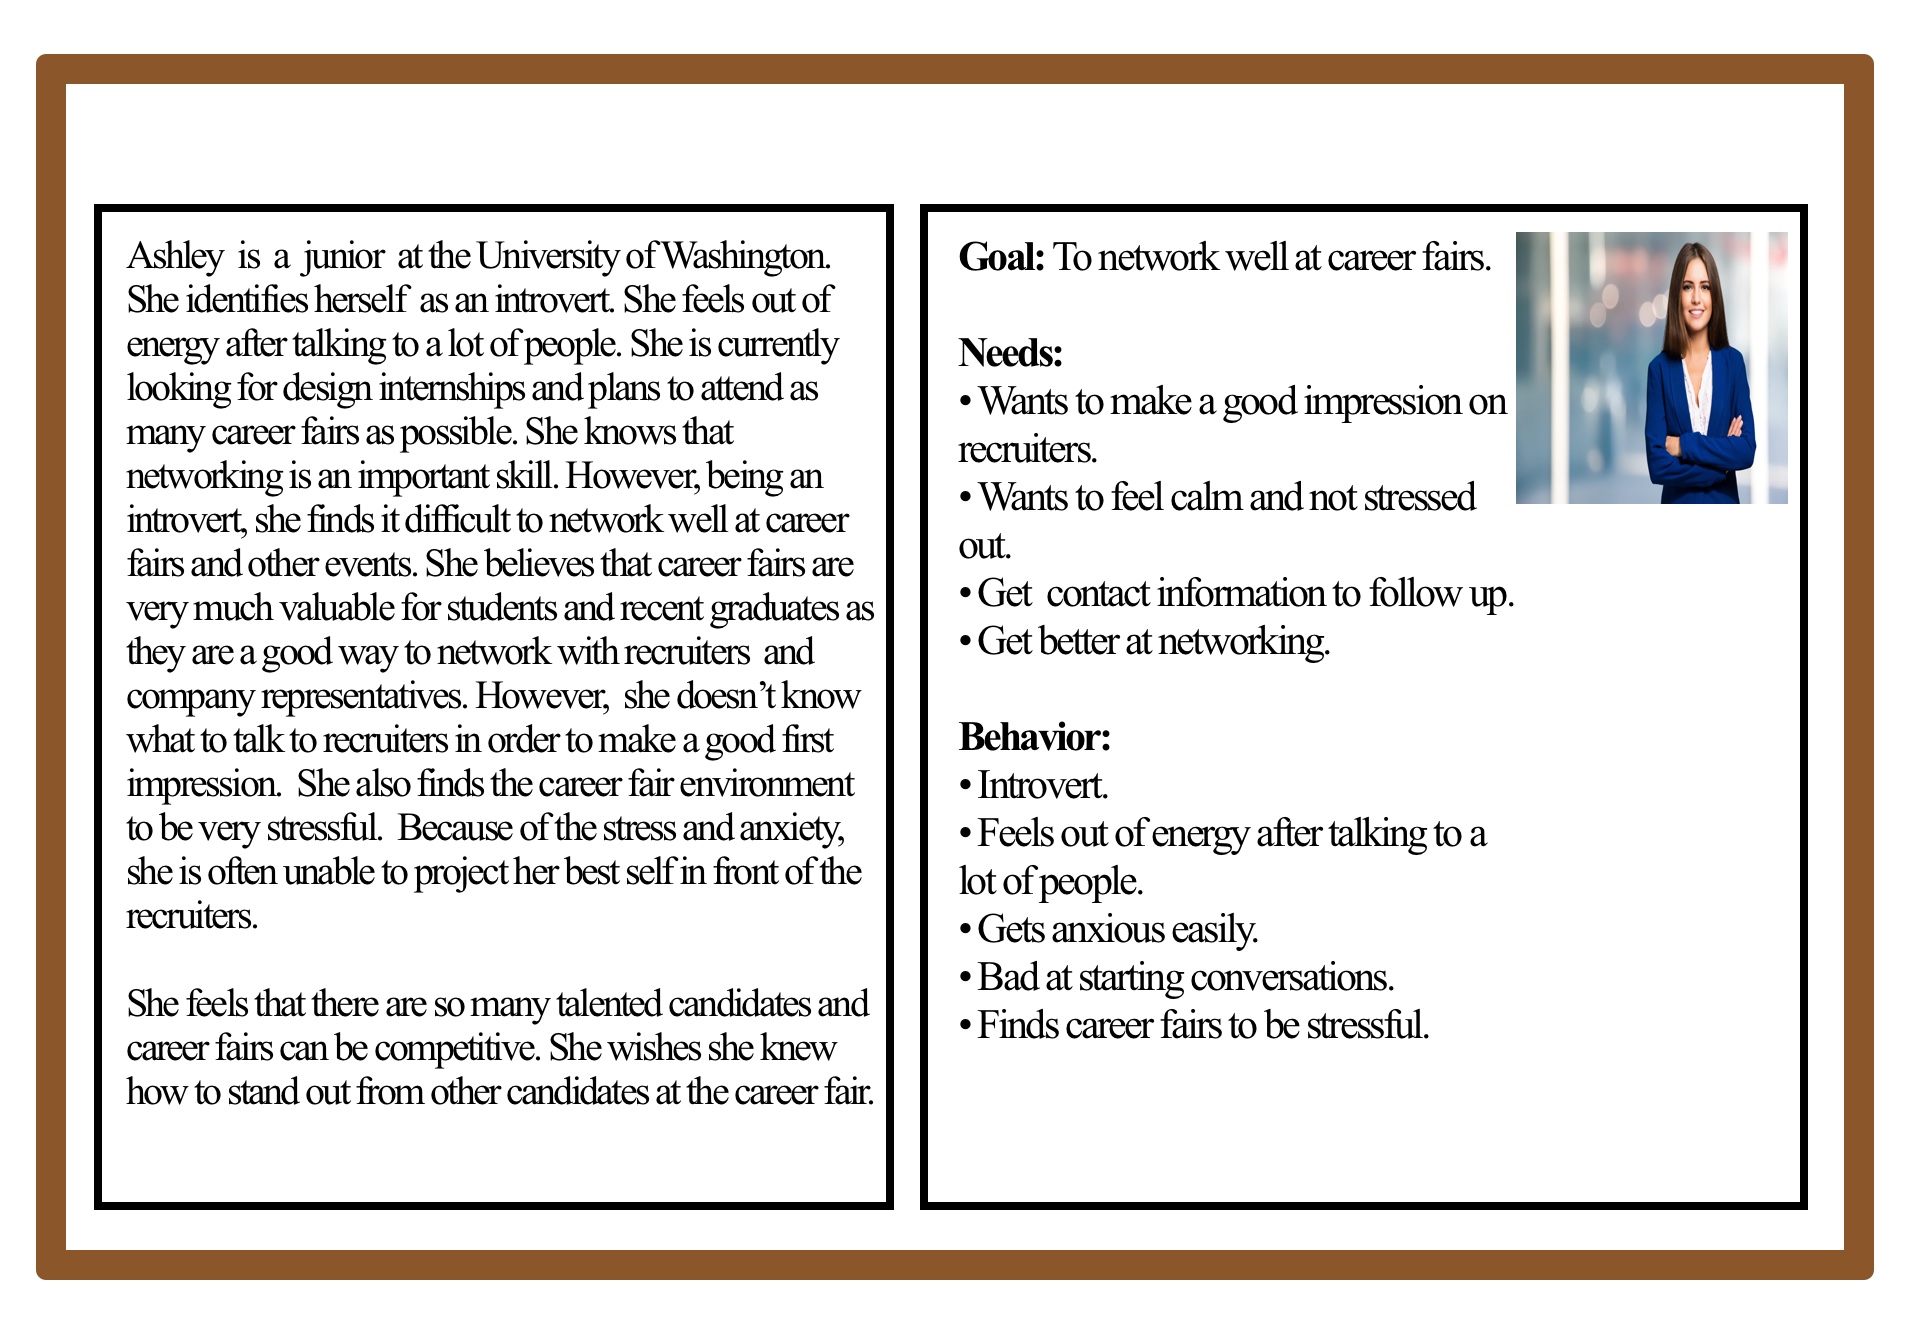 Ashley is a junior at the University of Washington.
She identifies herself as an introvert. She feels out of
energy after talking to a lot of people. She is currently
looking for design internships and plans to attend as
many career fairs as possible. She knows that
networking is an important skill. However, being an
introvert, she finds it difficult to network well at career
fairs and other events. She believes that career fairs are
very much valuable for students and recent graduates as
they are a good way to network with recruiters and
company representatives. However, she doesn’t know
what to talk to recruiters in order to make a good first
impression. She also finds the career fair environment
to be very stressful. Because of the stress and anxiety,
she is often unable to project her best self in front of the
recruiters.
She feels that there are so many talented candidates and
career fairs can be competitive. She wishes she knew
how to stand out from other candidates at the career fair.
Goal: To network well at career fairs.
Needs:
• Wants to make a good impression on
recruiters.
• Wants to feel calm and not stressed
out.
• Get contact information to follow up.
• Get better at networking.
Behavior:
• Introvert.
• Feels out of energy after talking to a
lot of people.
• Gets anxious easily.
• Bad at starting conversations.
• Finds career fairs to be stressful.